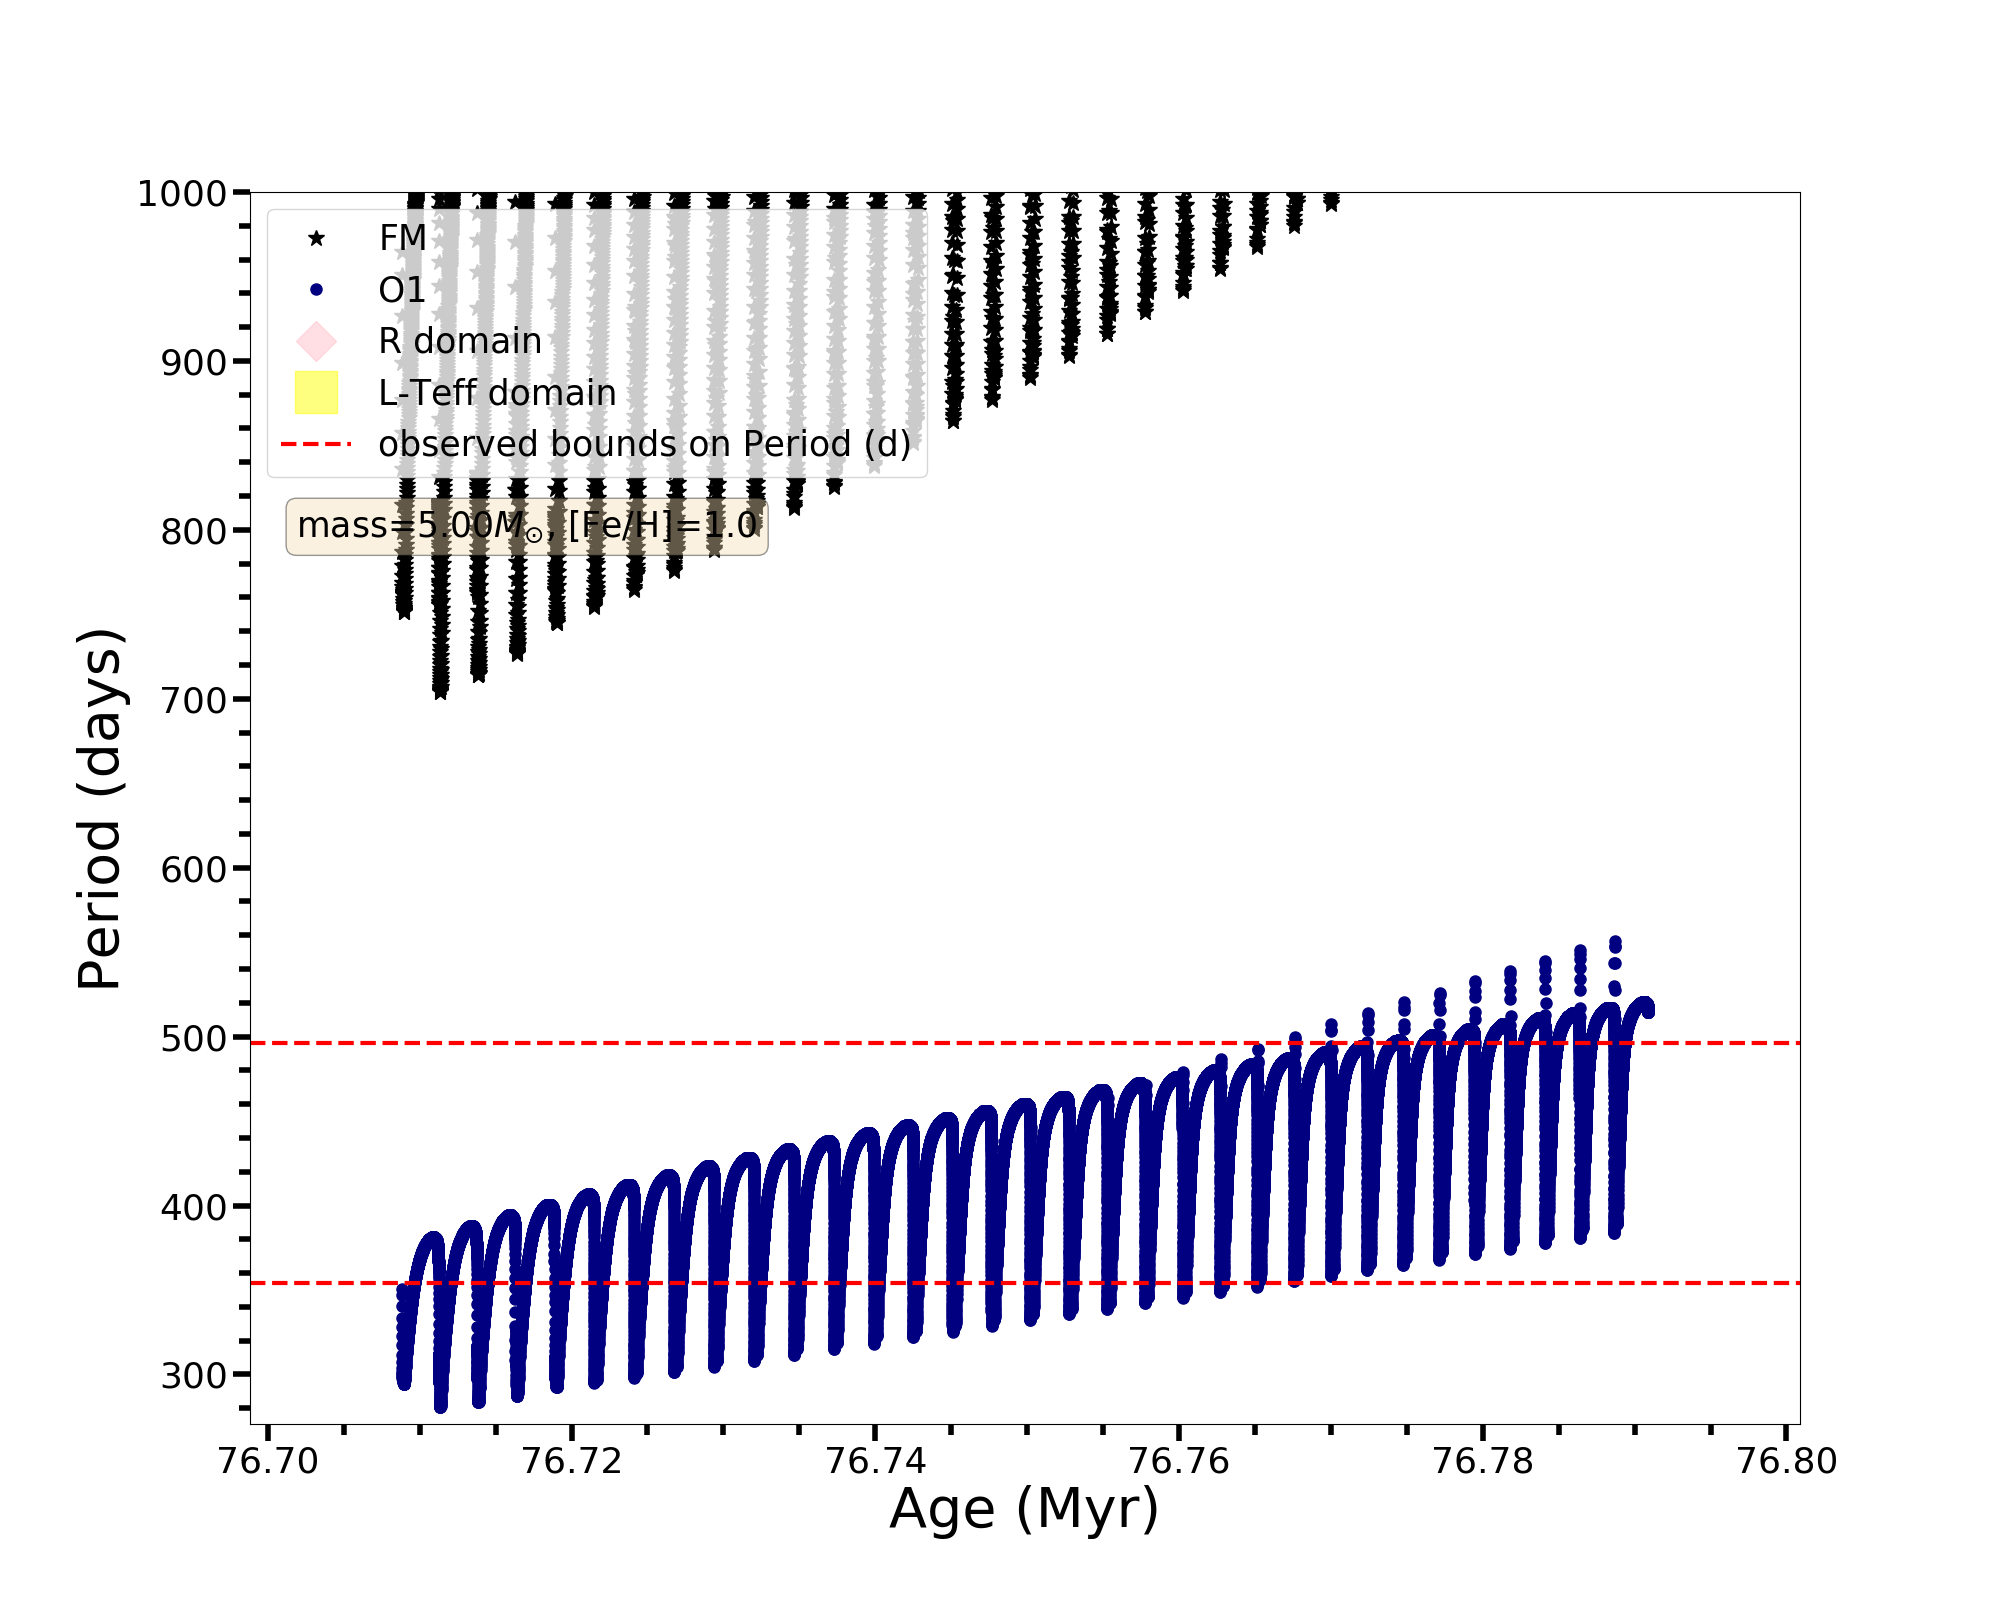 1000
900
800
700
600
500
400
300
Period (days)
FM
O1
R domain
L-Teff domain
observed bounds on Period (d)
mass=5.00M⊙, [Fe/H]=1.0
76.70 76.72 76.74 76.76 76.78 76.80
Age (Myr)